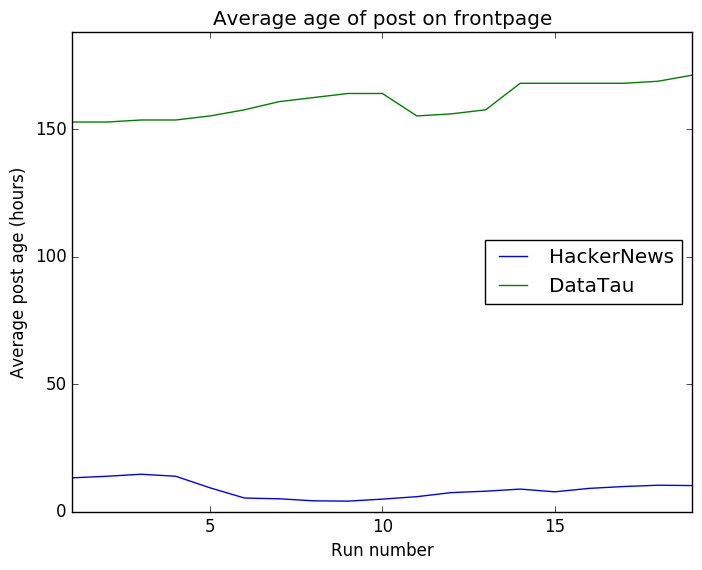 Average age of post on frontpage
Average post age (hours)
150
100
50
0
HackerNews
DataTau
5
10
15
Run number